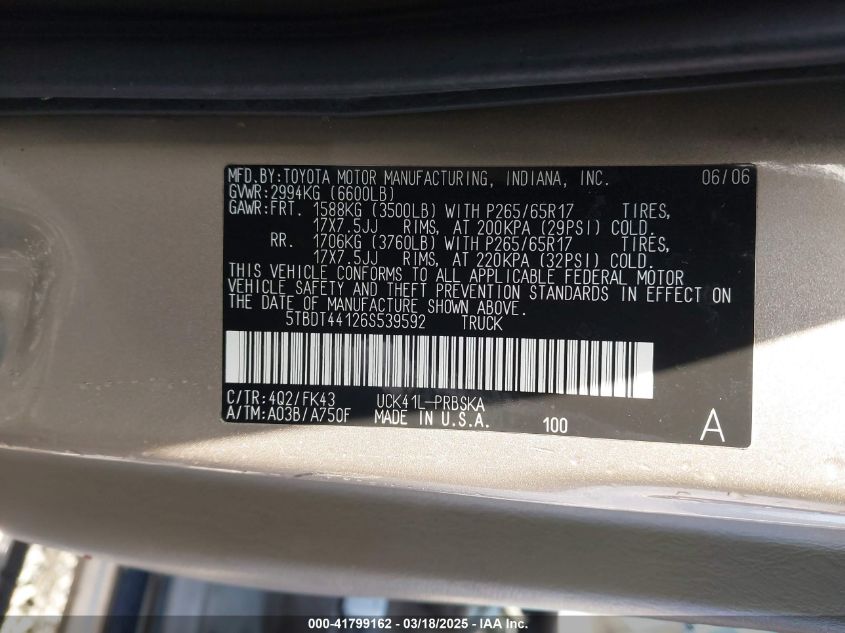 MFD.BY:TOYOTA MOTOR MANUFACTURING, INDIANA, INC. 06/06
GVWR:2994KG (6600LB)
GAWR:FRT. 1588KG (3500LB) WITH P265/65R17 TIRES,
17X7.5JJ RIMS, AT 200KPA (29PSI) COLD.
RR. 1706KG (3760LB) WITH P265/65R17 TIRES,
17X7.5JJ RIMS, AT 220KPA (32PSI) COLD.
THIS VEHICLE CONFORMS TO ALL APPLICABLE FEDERAL MOTOR
VEHICLE SAFETY AND THEFT PREVENTION STANDARDS IN EFFECT ON
THE DATE OF MANUFACTURE SHOWN ABOVE.
5TBDT44126S539592 TRUCK
C/TR:4Q2/FK43 UCK41L-PRBSKA
A/TM:A03B/A750F MADE IN U.S.A. 100 A
000-41799162 - 03/18/2025 - IAA Inc.